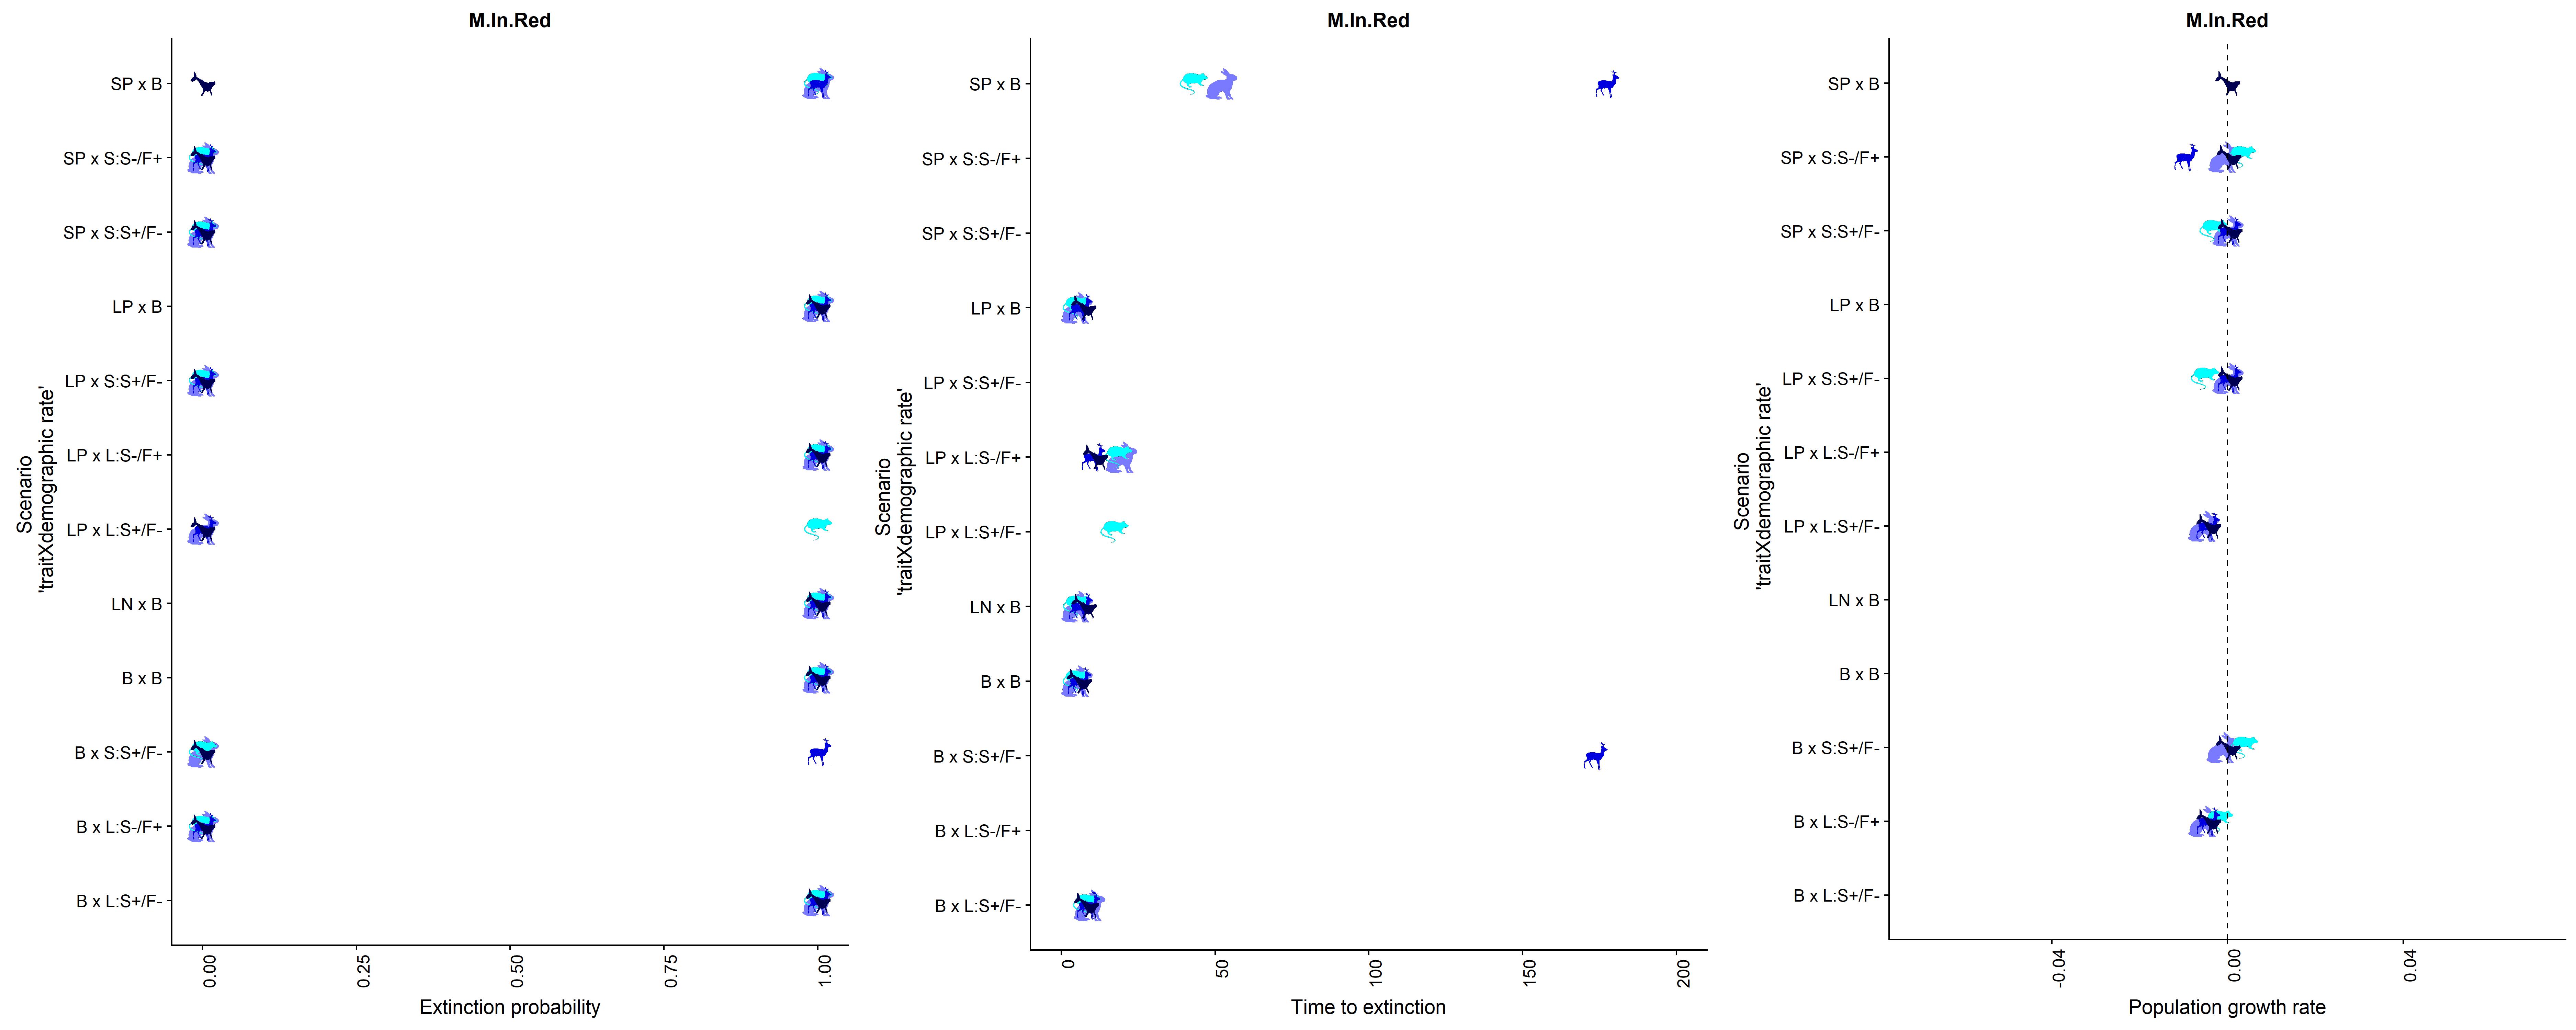 M.In.Red
SP x B
SP x S:S-/F+
SP x S:S+/F-
LP x B
LP x S:S+/F-
LP x L:S-/F+
LP x L:S+/F-
LN x B
B x B
B x S:S+/F-
B x L:S-/F+
B x L:S+/F-
Scenario
'traitXdemographic rate'
0.00
0.25
0.50
0.75
1.00
Extinction probability
M.In.Red
SP x B
SP x S:S-/F+
SP x S:S+/F-
LP x B
LP x S:S+/F-
LP x L:S-/F+
LP x L:S+/F-
LN x B
B x B
B x S:S+/F-
B x L:S-/F+
B x L:S+/F-
Scenario
'traitXdemographic rate'
0
50
100
150
200
Time to extinction
M.In.Red
SP x B
SP x S:S-/F+
SP x S:S+/F-
LP x B
LP x S:S+/F-
LP x L:S-/F+
LP x L:S+/F-
LN x B
B x B
B x S:S+/F-
B x L:S-/F+
B x L:S+/F-
Scenario
'traitXdemographic rate'
-0.04
0.00
0.04
Population growth rate